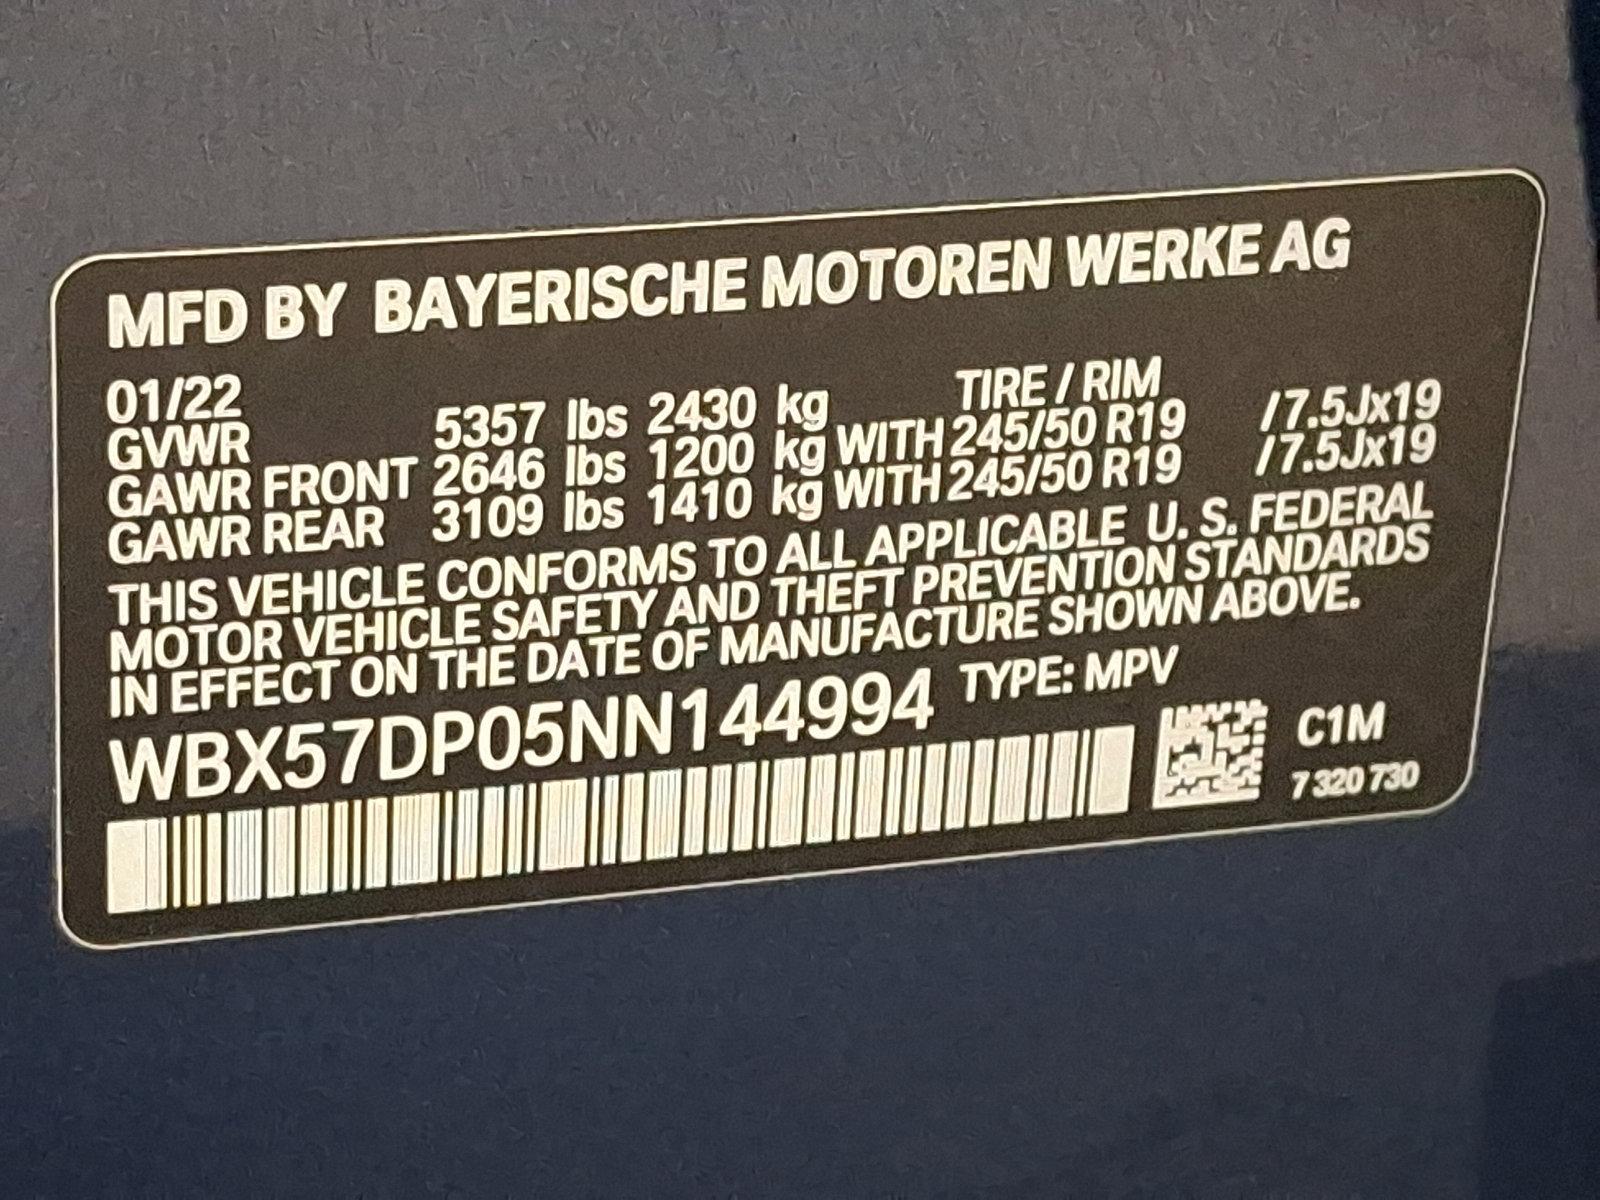 MFD BY BAYERISCHE MOTOREN WERKE AG
01/22 TIRE / RIM
GVWR 5357 lbs 2430 kg
GAWR FRONT 2646 lbs 1200 kg WITH 245/50 R19 /7.5Jx19
GAWR REAR 3109 lbs 1410 kg WITH 245/50 R19 /7.5Jx19
THIS VEHICLE CONFORMS TO ALL APPLICABLE U. S. FEDERAL
MOTOR VEHICLE SAFETY AND THEFT PREVENTION STANDARDS
IN EFFECT ON THE DATE OF MANUFACTURE SHOWN ABOVE.
WBX57DP05NN144994 TYPE: MPV
C1M
7 320 730